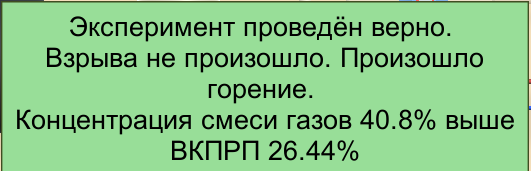 Эксперимент проведён верно.
Взрыва не произошло. Произошло
горение.
Концентрация смеси газов 40.8% выше
ВКПРП 26.44%